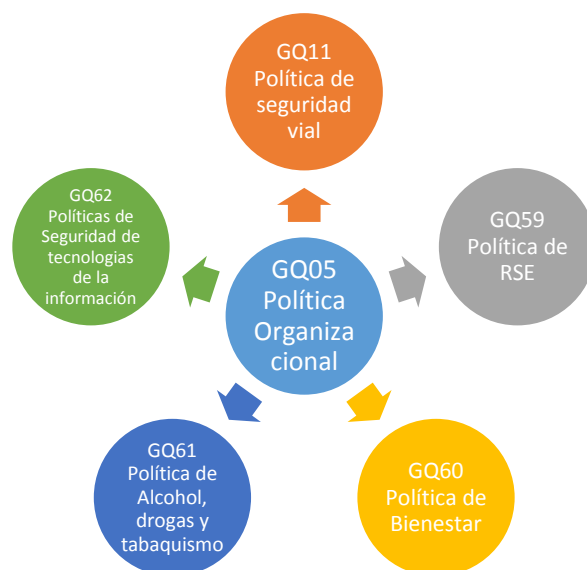 GQ11
Política de
seguridad
vial
GQ62
Políticas de
Seguridad de
tecnologias
de la
información
GQ59
Política de
RSE
GQ05
Política
Organiza
cional
GQ61
Política de
Alcohol,
drogas y
tabaquismo
GQ60
Política de
Bienestar